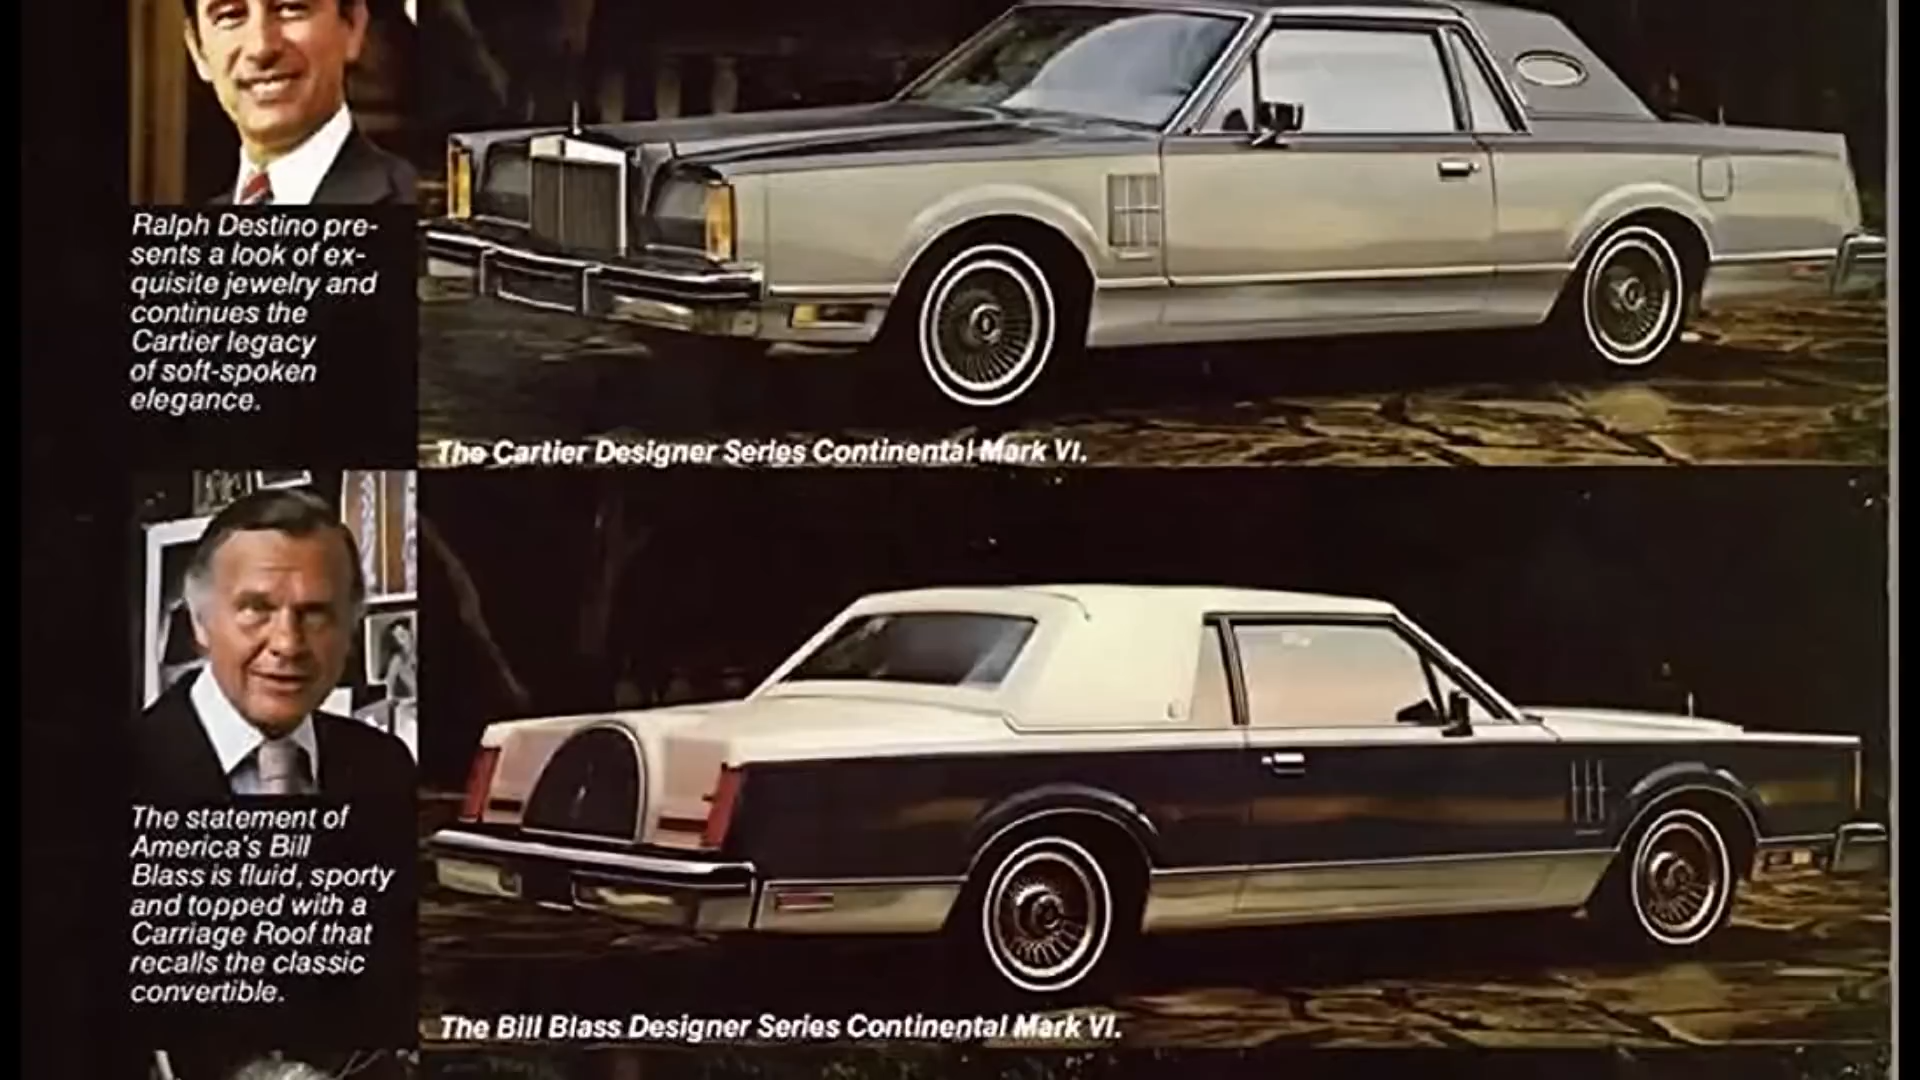 Ralph Destino pre-
sents a look of ex-
quisite jewelry and
continues the
Cartier legacy
of soft-spoken
elegance.
The Cartier Designer Series Continental Mark VI.
The statement of
America's Bill
Blass is fluid, sporty
and topped with a
Carriage Roof that
recalls the classic
convertible.
The Bill Blass Designer Series Continental Mark VI.